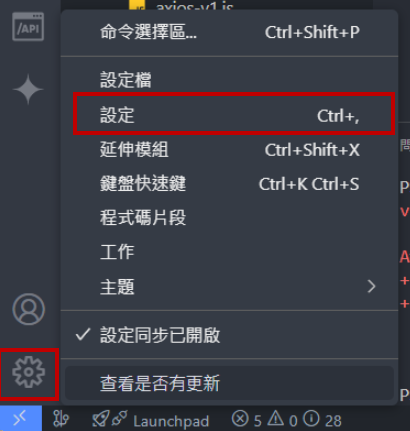 axios-v1.js
/API
命令選擇區... Ctrl+Shift+P
設定檔
設定 Ctrl+,
延伸模組 Ctrl+Shift+X
鍵盤快速鍵 Ctrl+K Ctrl+S
程式碼片段
工作
主題
設定同步已開啟
查看是否有更新
Launchpad 5 0 28